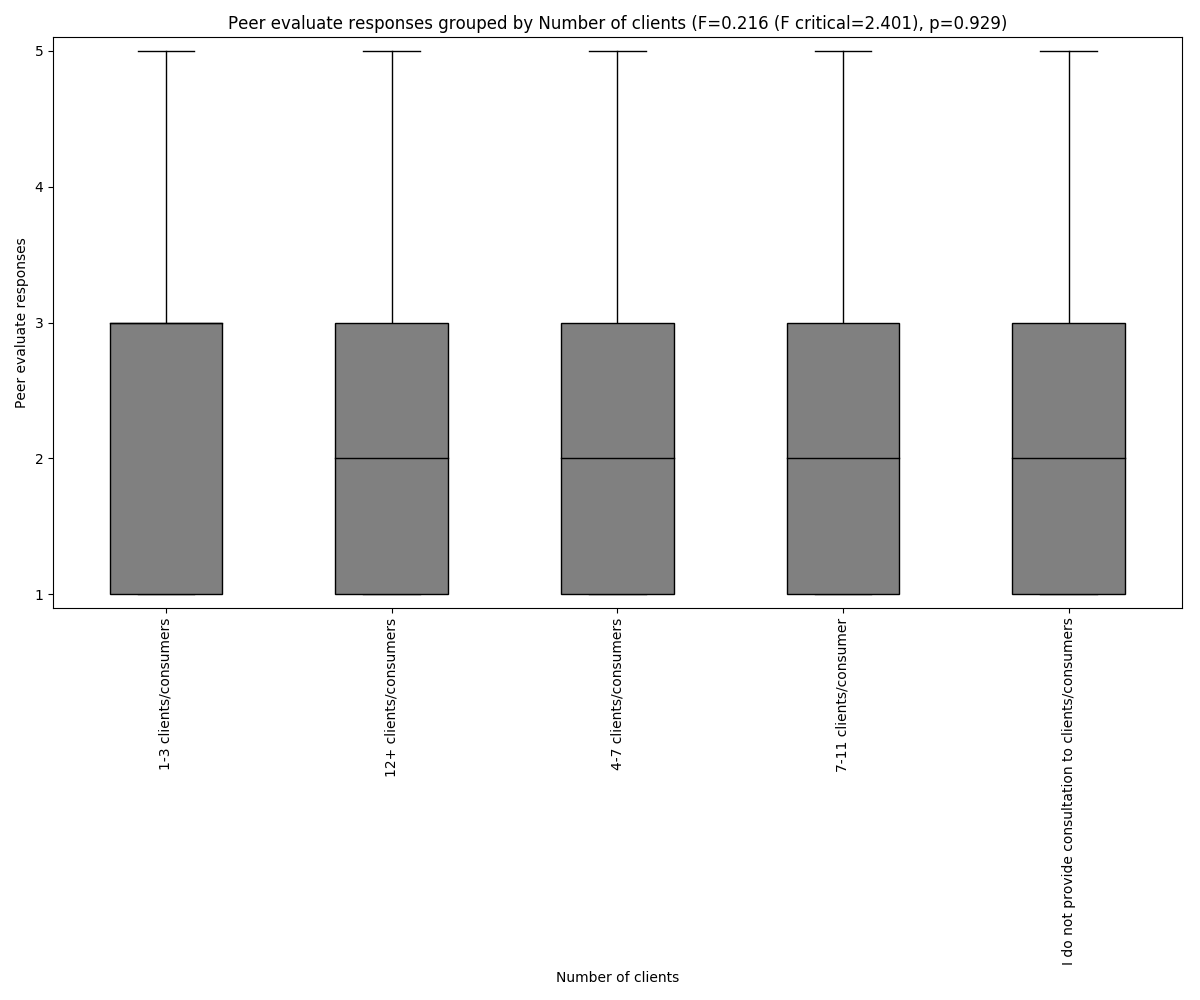 Peer evaluate responses grouped by Number of clients (F=0.216 (F critical=2.401), p=0.929)
Peer evaluate responses
5
4
3
2
1
1-3 clients/consumers
12+ clients/consumers
4-7 clients/consumers
7-11 clients/consumer
I do not provide consultation to clients/consumers
Number of clients